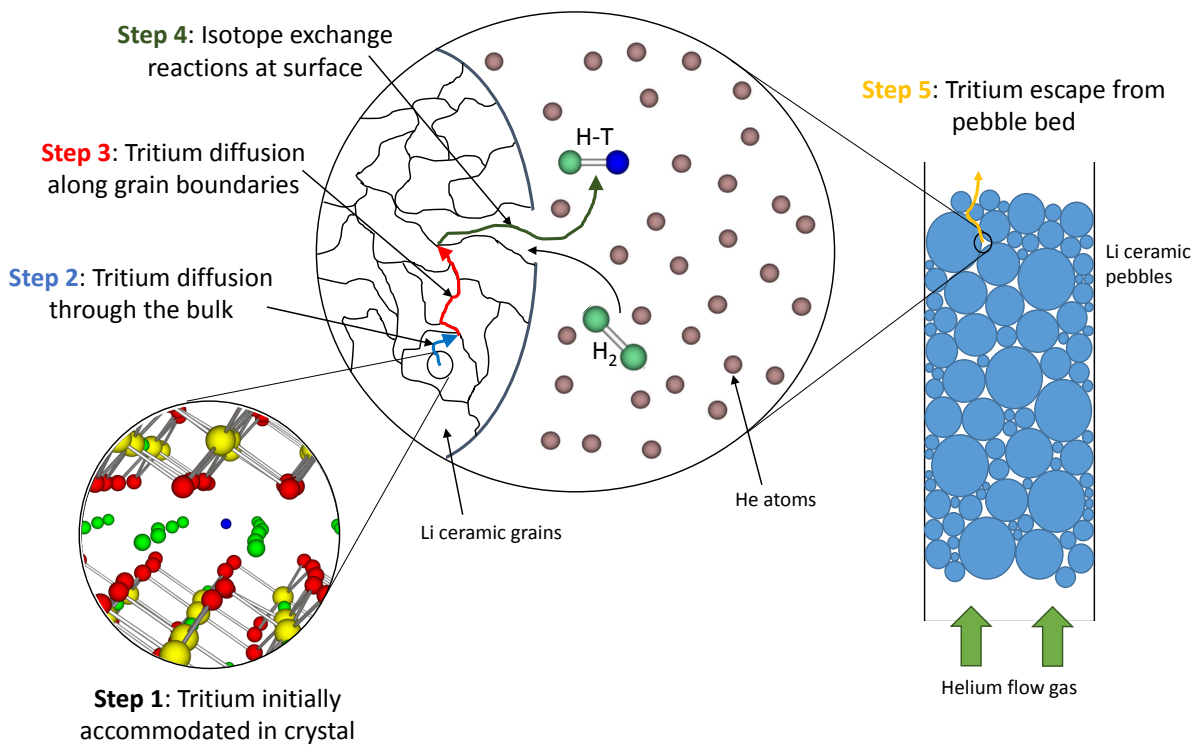 Step 4: Isotope exchange
reactions at surface
Step 5: Tritium escape from
pebble bed
H-T
Step 3: Tritium diffusion
along grain boundaries
Step 2: Tritium diffusion
through the bulk
Li ceramic
pebbles
H2
He atoms
Li ceramic grains
Helium flow gas
Step 1: Tritium initially
accommodated in crystal